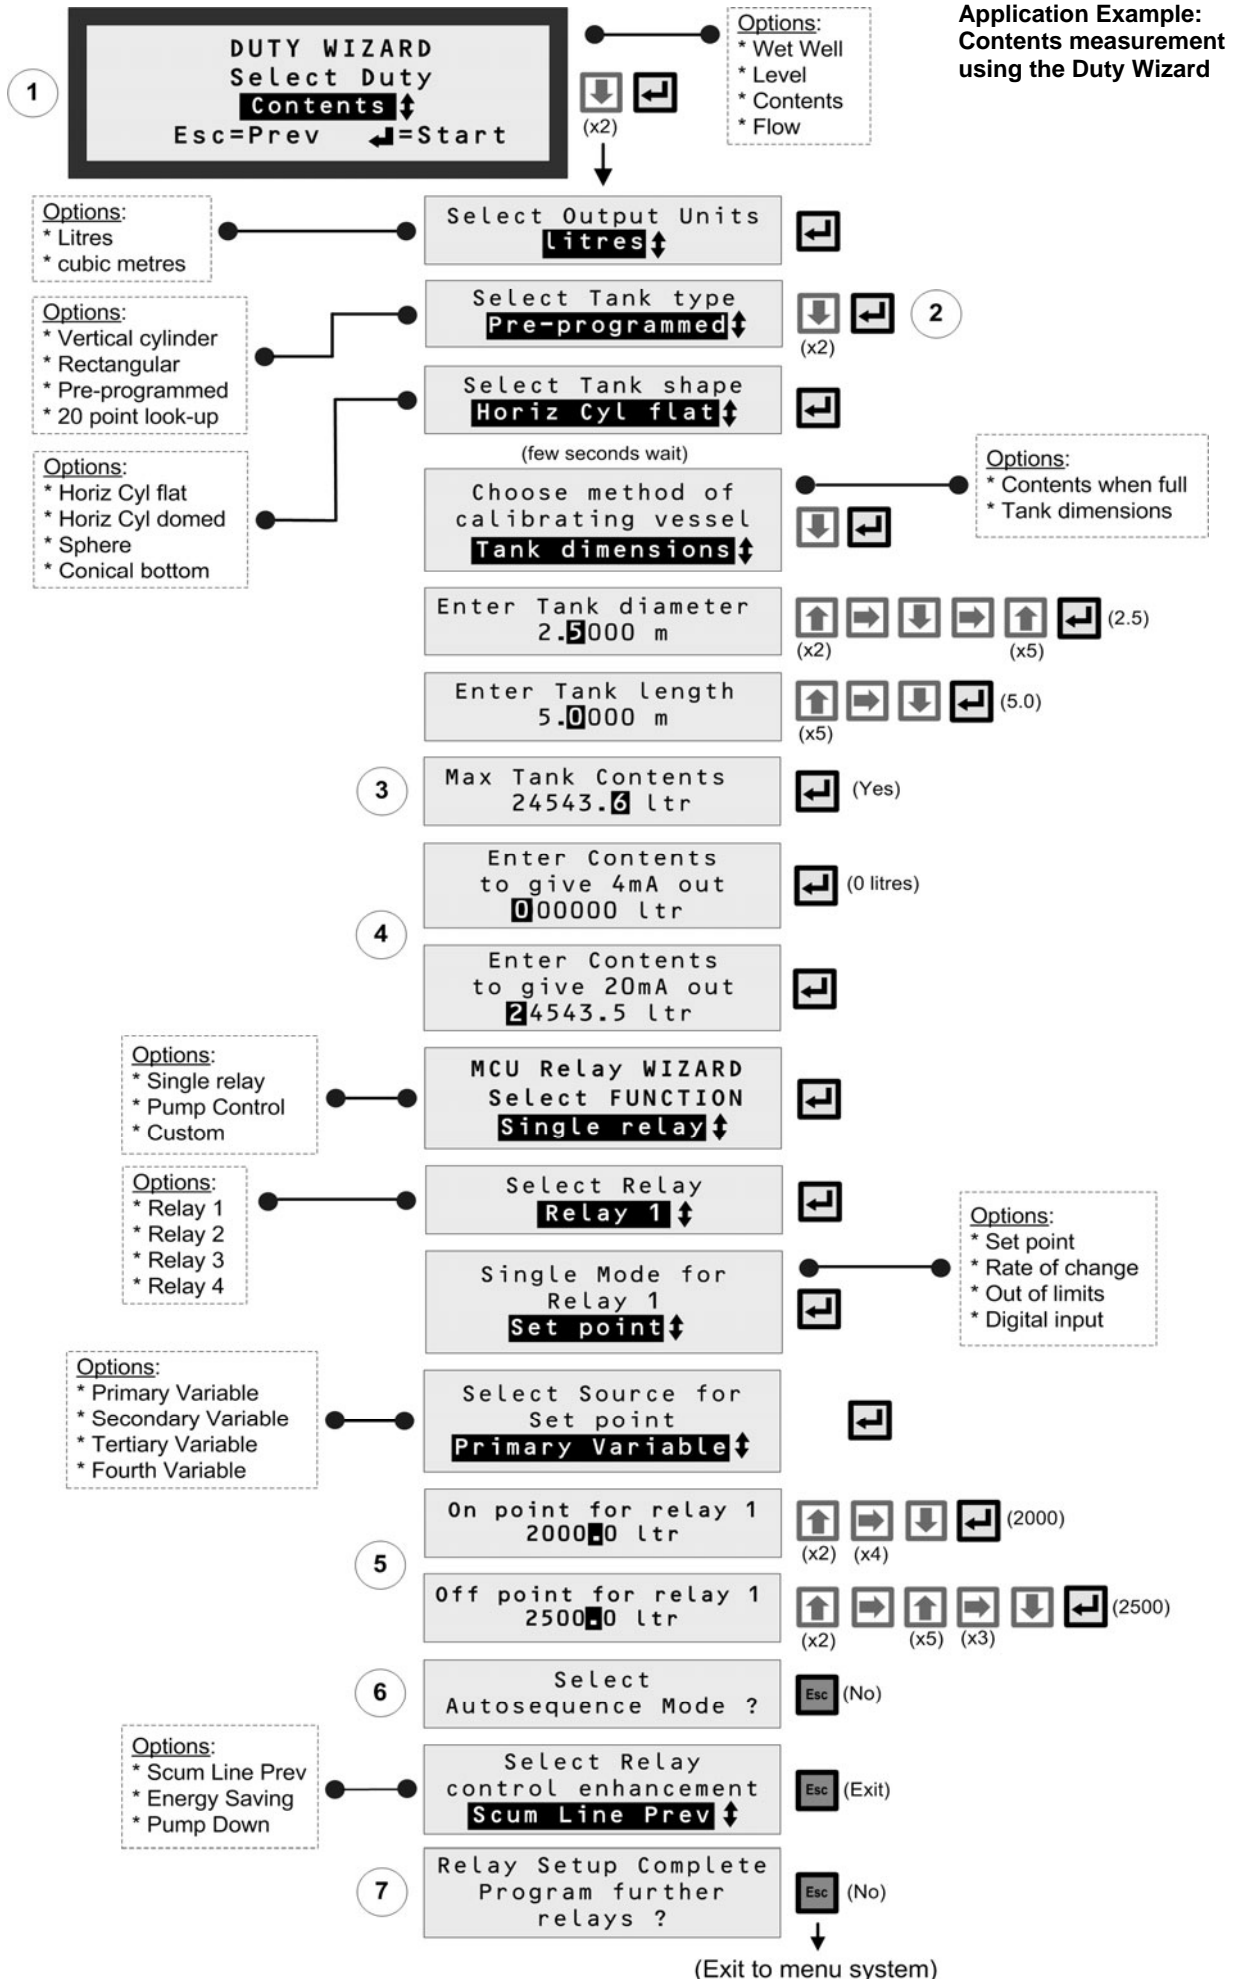 Application Example:
Contents measurement
using the Duty Wizard
1
DUTY WIZARD
Select Duty
Contents
Esc=Prev =Start
(x2)
Options:
* Wet Well
* Level
* Contents
* Flow
Options:
* Litres
* cubic metres
Select Output Units
litres
Options:
* Vertical cylinder
* Rectangular
* Pre-programmed
* 20 point look-up
Select Tank type
Pre-programmed
(x2)
2
Options:
* Horiz Cyl flat
* Horiz Cyl domed
* Sphere
* Conical bottom
Select Tank shape
Horiz Cyl flat
(few seconds wait)
Choose method of
calibrating vessel
Tank dimensions
Options:
* Contents when full
* Tank dimensions
Enter Tank diameter
2.5000 m
(x2)
(x5)
(2.5)
Enter Tank length
5.0000 m
(x5)
(5.0)
3
Max Tank Contents
24543.6 ltr
(Yes)
4
Enter Contents
to give 4mA out
000000 ltr
(0 litres)
Enter Contents
to give 20mA out
24543.5 ltr
Options:
* Single relay
* Pump Control
* Custom
MCU Relay WIZARD
Select FUNCTION
Single relay
Options:
* Relay 1
* Relay 2
* Relay 3
* Relay 4
Select Relay
Relay 1
Single Mode for
Relay 1
Set point
Options:
* Set point
* Rate of change
* Out of limits
* Digital input
Options:
* Primary Variable
* Secondary Variable
* Tertiary Variable
* Fourth Variable
Select Source for
Set point
Primary Variable
5
On point for relay 1
2000.0 ltr
(x2) (x4)
(2000)
Off point for relay 1
2500.0 ltr
(x2) (x5) (x3)
(2500)
6
Select
Autosequence Mode ?
Esc (No)
Options:
* Scum Line Prev
* Energy Saving
* Pump Down
Select Relay
control enhancement
Scum Line Prev
Esc (Exit)
7
Relay Setup Complete
Program further
relays ?
Esc (No)
(Exit to menu system)